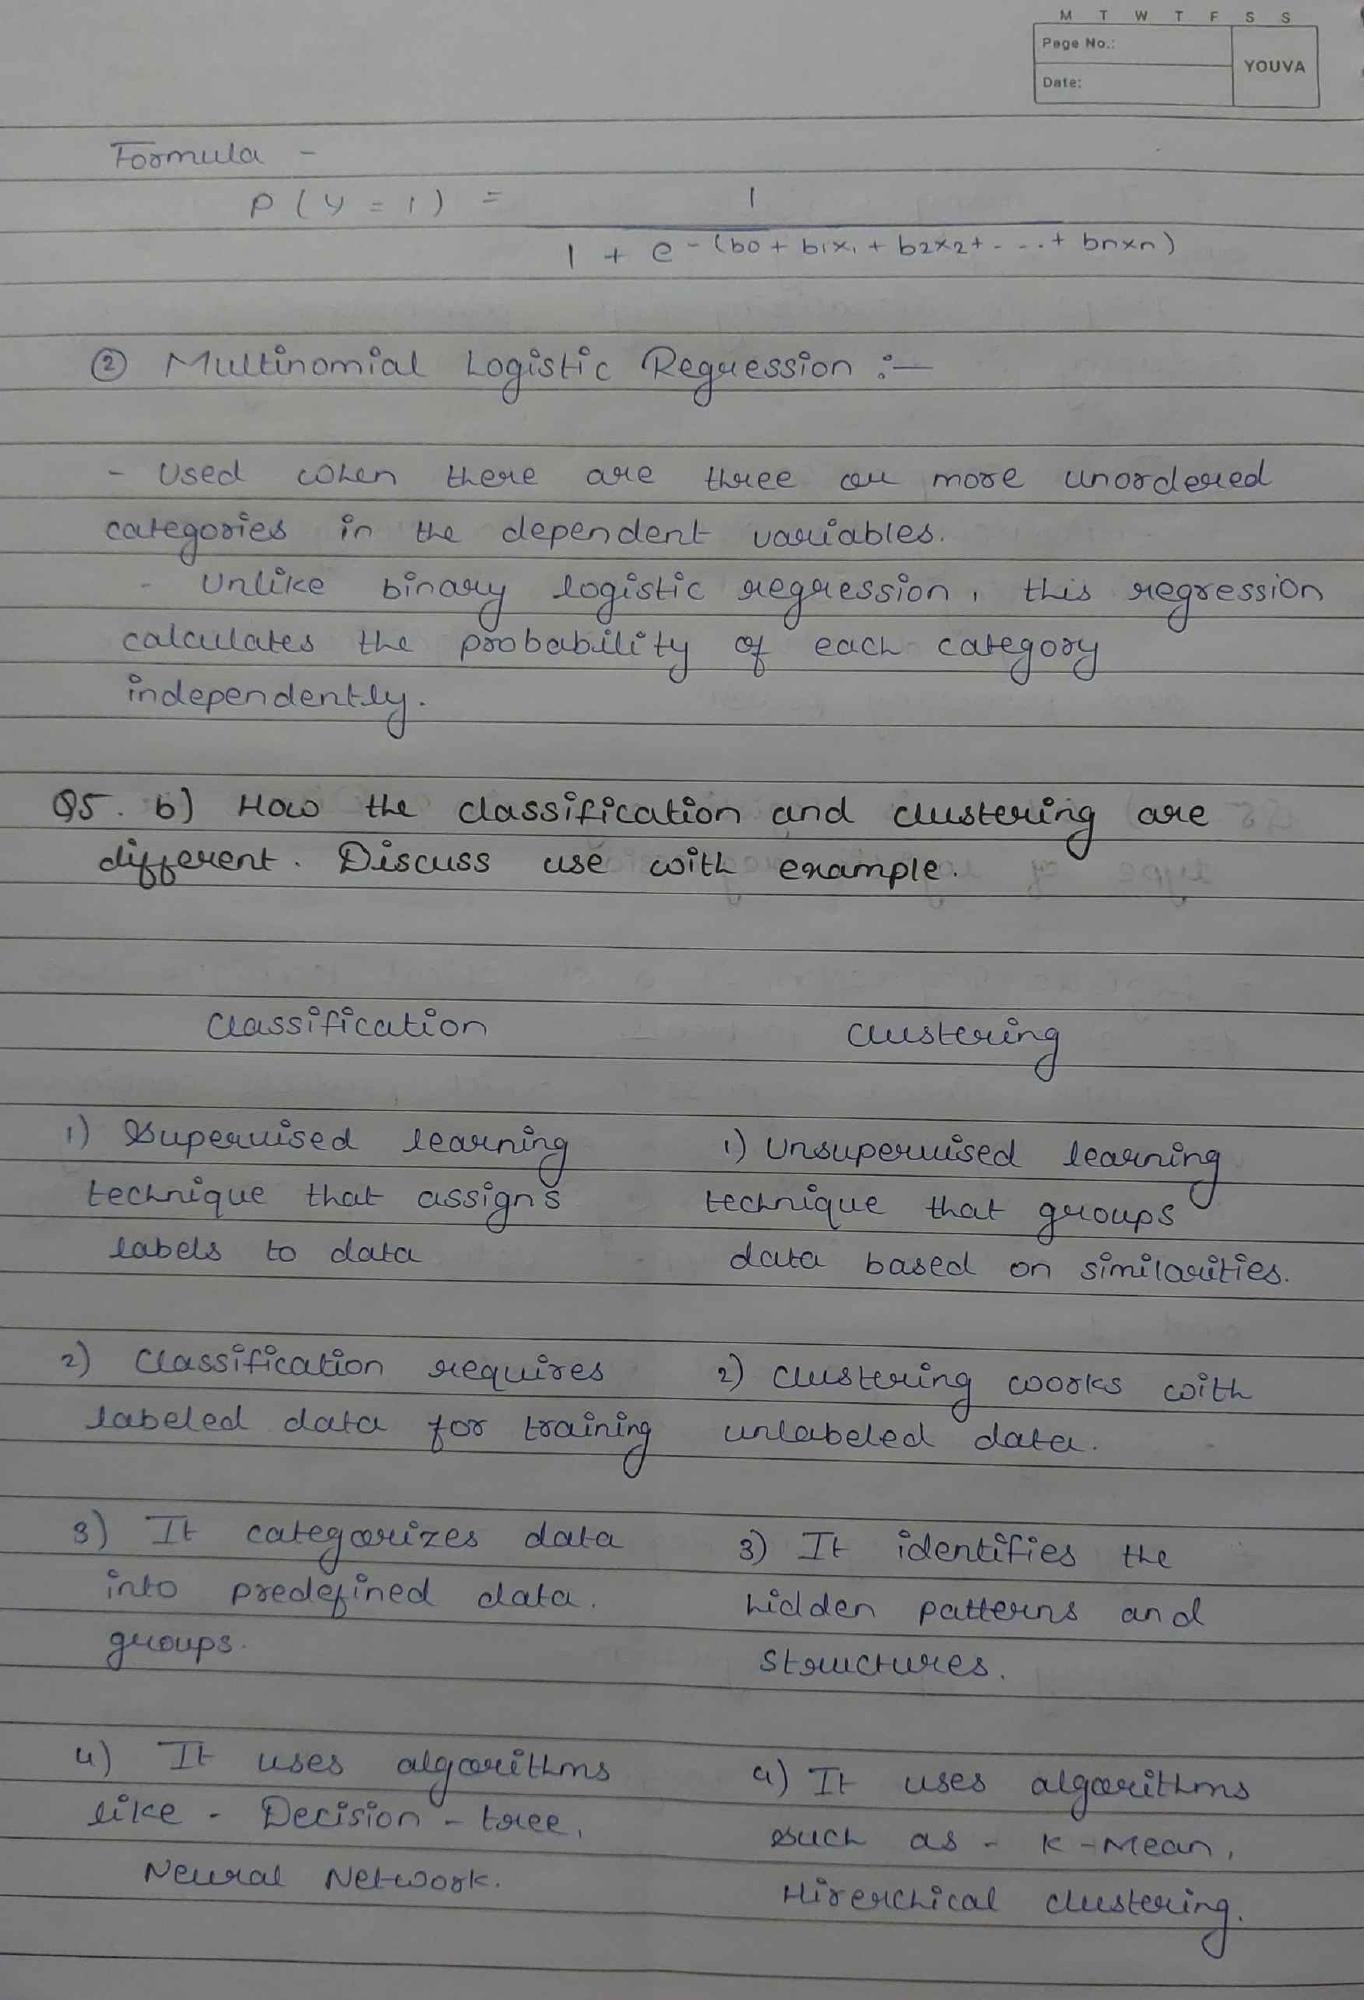 M T W T F S S
Page No.:
YOUVA
Date:
Formula -
P(y=1) = 1
1 + e-(b0 + b1x1 + b2x2 + - - .. + bnxn)
② Multinomial Logistic Regression :-
- Used when there are three or more unordered
categories in the dependent variables.
- Unlike binary logistic regression, this regression
calculates the probability of each category
independently.
Q5. b) How the classification and clustering are
different. Discuss use with example.
Classification
Clustering
1) Supervised learning
technique that assigns
labels to data
1) Unsupervised learning
technique that groups
data based on similarities.
2) Classification requires
labeled data for training
2) Clustering works with
unlabeled data.
3) It categorizes data
into predefined data.
groups.
3) It identifies the
hidden patterns and
structures.
4) It uses algorithms
like - Decision - tree,
Neural Network.
4) It uses algorithms
such as - K-Mean,
Hirerchical clustering.